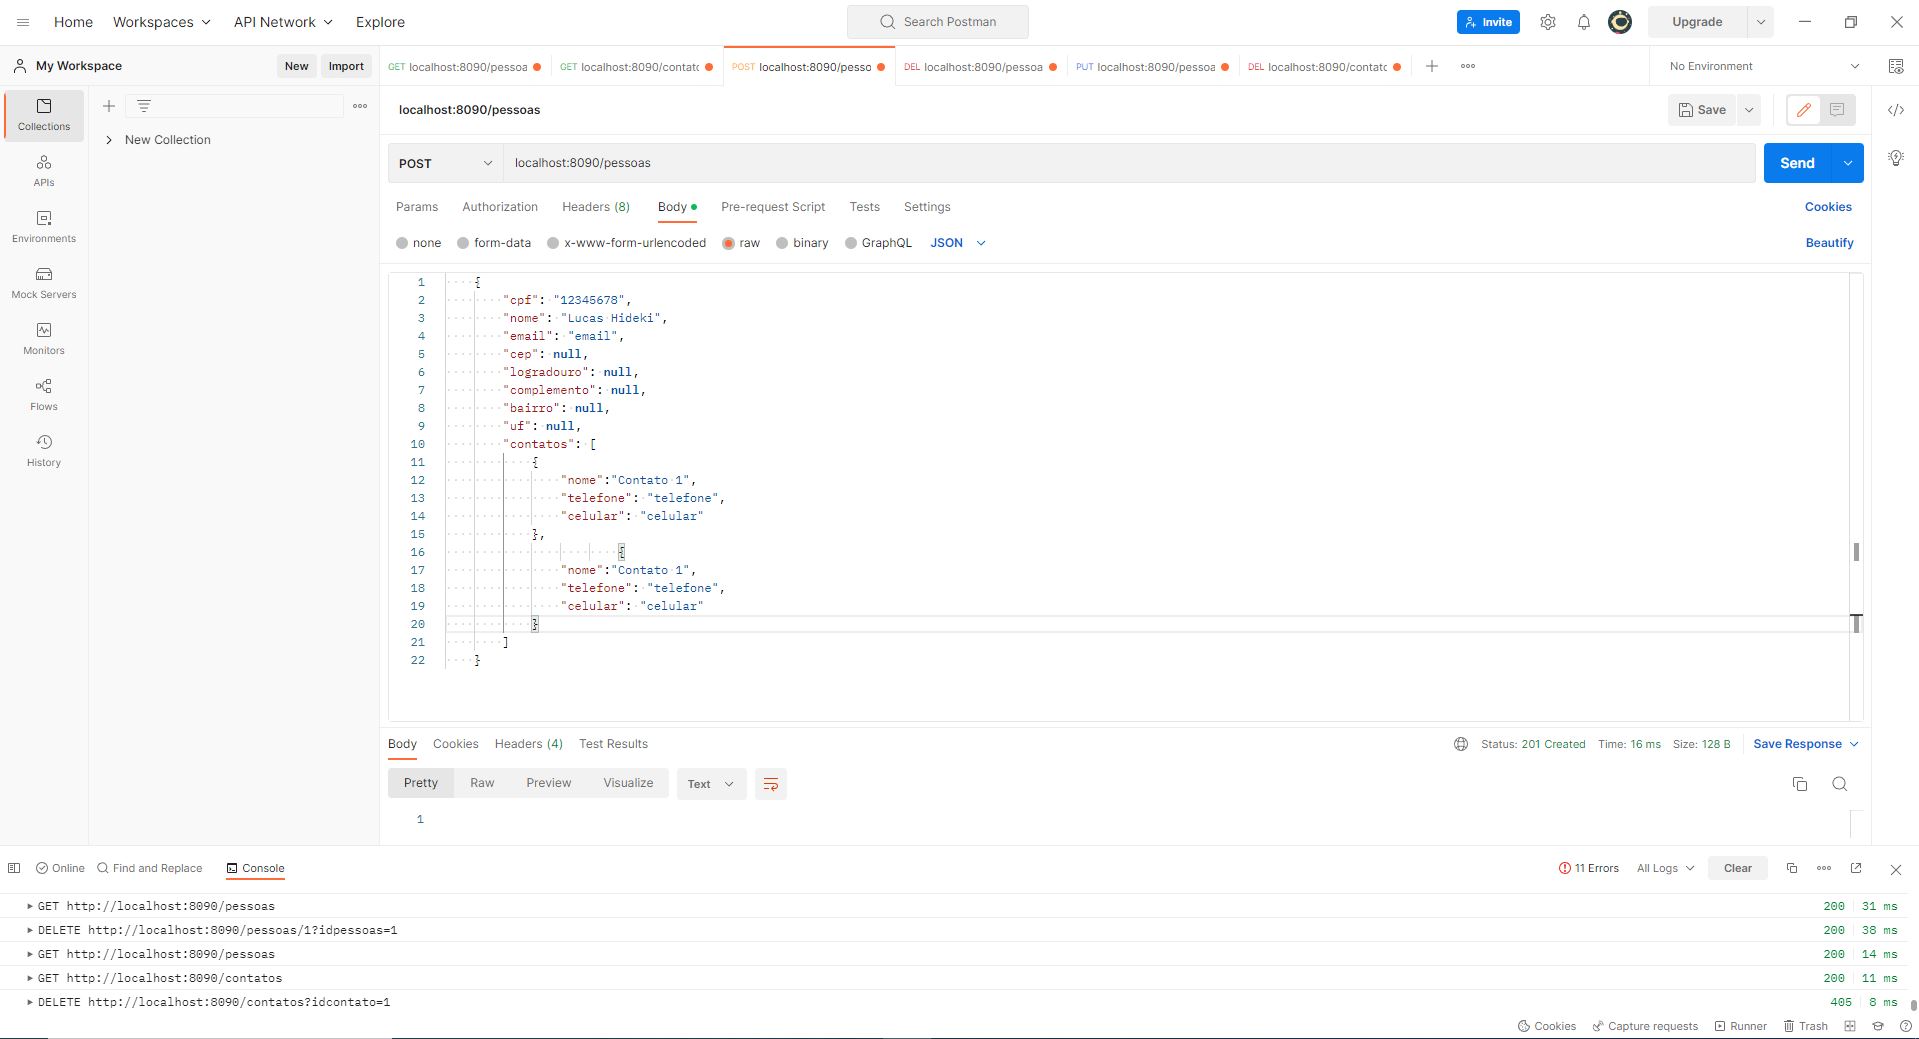 Home Workspaces API Network Explore Search Postman Invite Upgrade
My Workspace New Import
GET localhost:8090/pessoa GET localhost:8090/contato POST localhost:8090/pesso DEL localhost:8090/pessoa PUT localhost:8090/pessoa DEL localhost:8090/contato No Environment
Collections
APIs
Environments
Mock Servers
Monitors
Flows
History
New Collection
localhost:8090/pessoas Save
POST localhost:8090/pessoas Send
Params Authorization Headers (8) Body Pre-request Script Tests Settings Cookies
none form-data x-www-form-urlencoded raw binary GraphQL JSON Beautify
1 {
2 "cpf": "12345678",
3 "nome": "Lucas Hideki",
4 "email": "email",
5 "cep": null,
6 "logradouro": null,
7 "complemento": null,
8 "bairro": null,
9 "uf": null,
10 "contatos": [
11 {
12 "nome":"Contato 1",
13 "telefone": "telefone",
14 "celular": "celular"
15 },
16 {
17 "nome":"Contato 1",
18 "telefone": "telefone",
19 "celular": "celular"
20 }
21 ]
22 }
Body Cookies Headers (4) Test Results Status: 201 Created Time: 16 ms Size: 128 B Save Response
Pretty Raw Preview Visualize Text
1
Online Find and Replace Console 11 Errors All Logs Clear
GET http://localhost:8090/pessoas 200 31 ms
DELETE http://localhost:8090/pessoas/1?idpessoas=1 200 38 ms
GET http://localhost:8090/pessoas 200 14 ms
GET http://localhost:8090/contatos 200 11 ms
DELETE http://localhost:8090/contatos?idcontato=1 405 8 ms
Cookies Capture requests Runner Trash